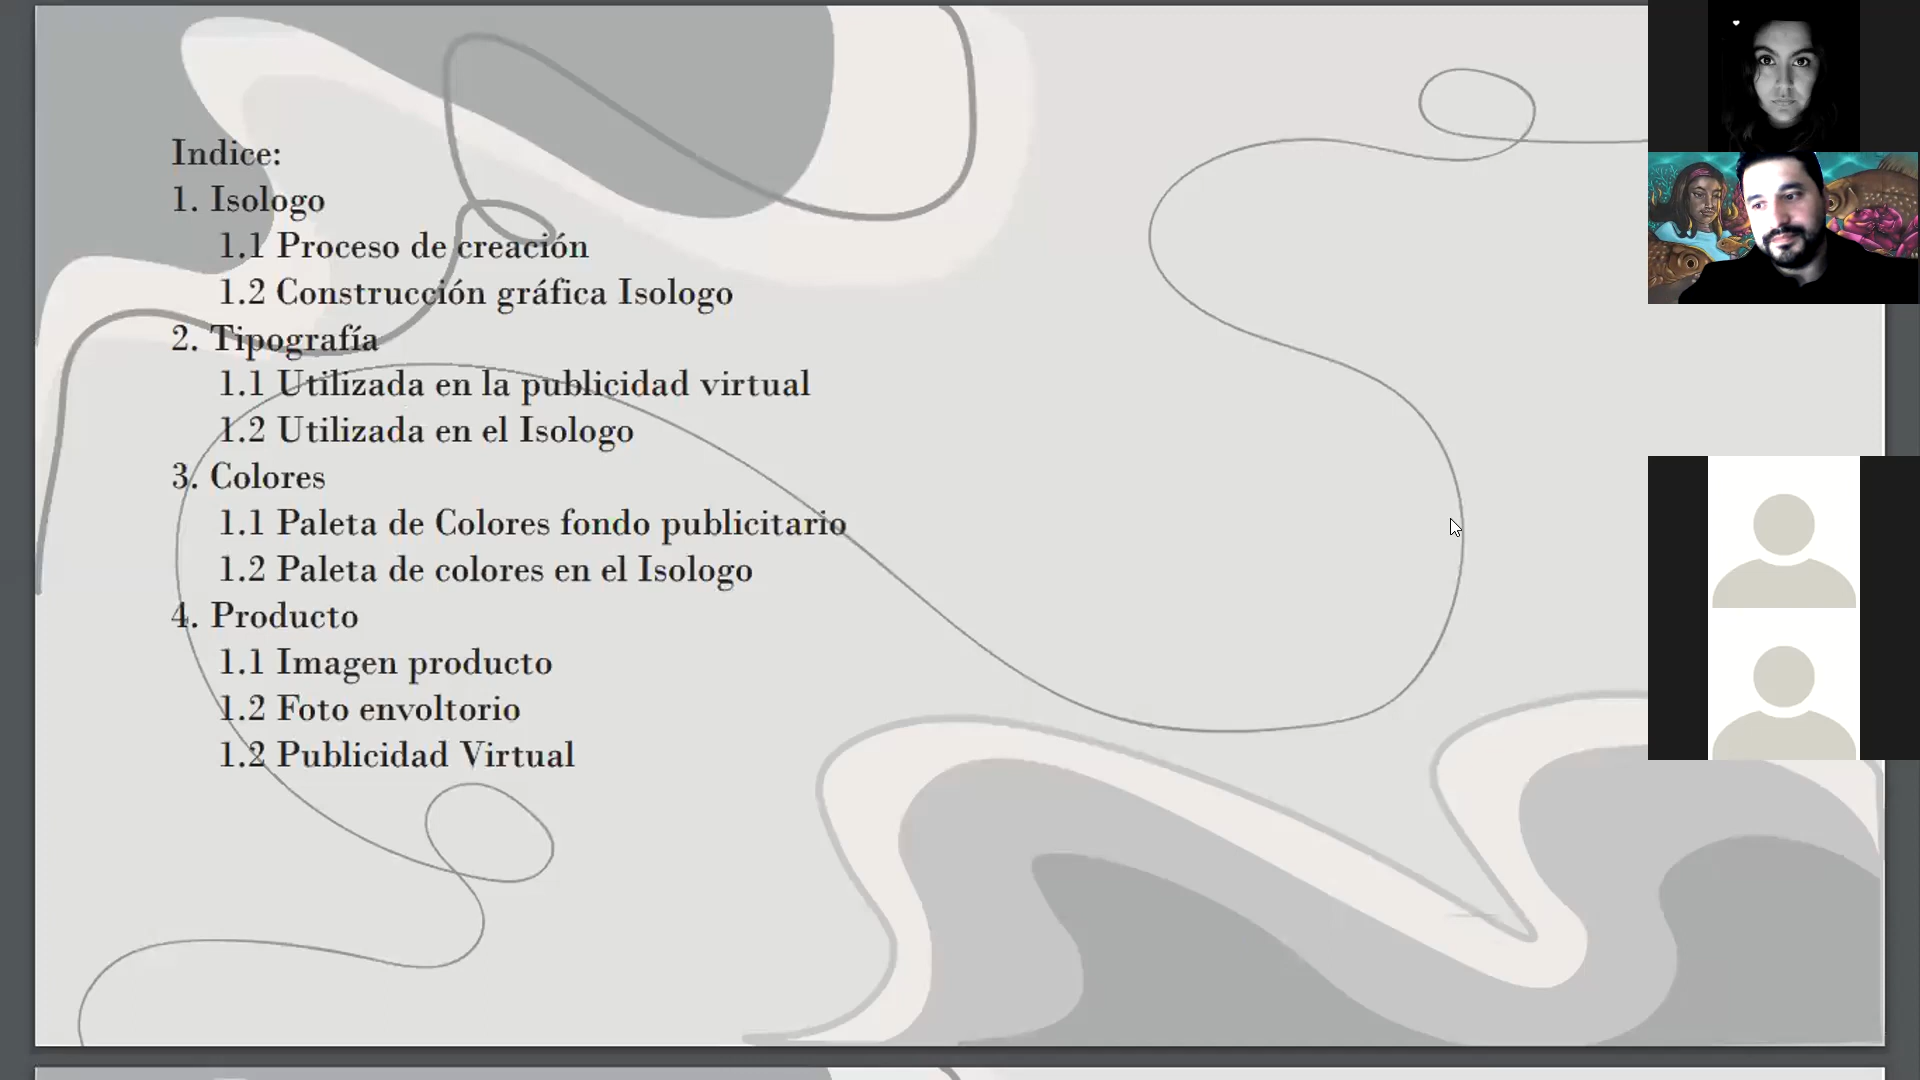 Indice:
1. Isologo
1.1 Proceso de creación
1.2 Construcción gráfica Isologo
2. Tipografía
1.1 Utilizada en la publicidad virtual
1.2 Utilizada en el Isologo
3. Colores
1.1 Paleta de Colores fondo publicitario
1.2 Paleta de colores en el Isologo
4. Producto
1.1 Imagen producto
1.2 Foto envoltorio
1.2 Publicidad Virtual